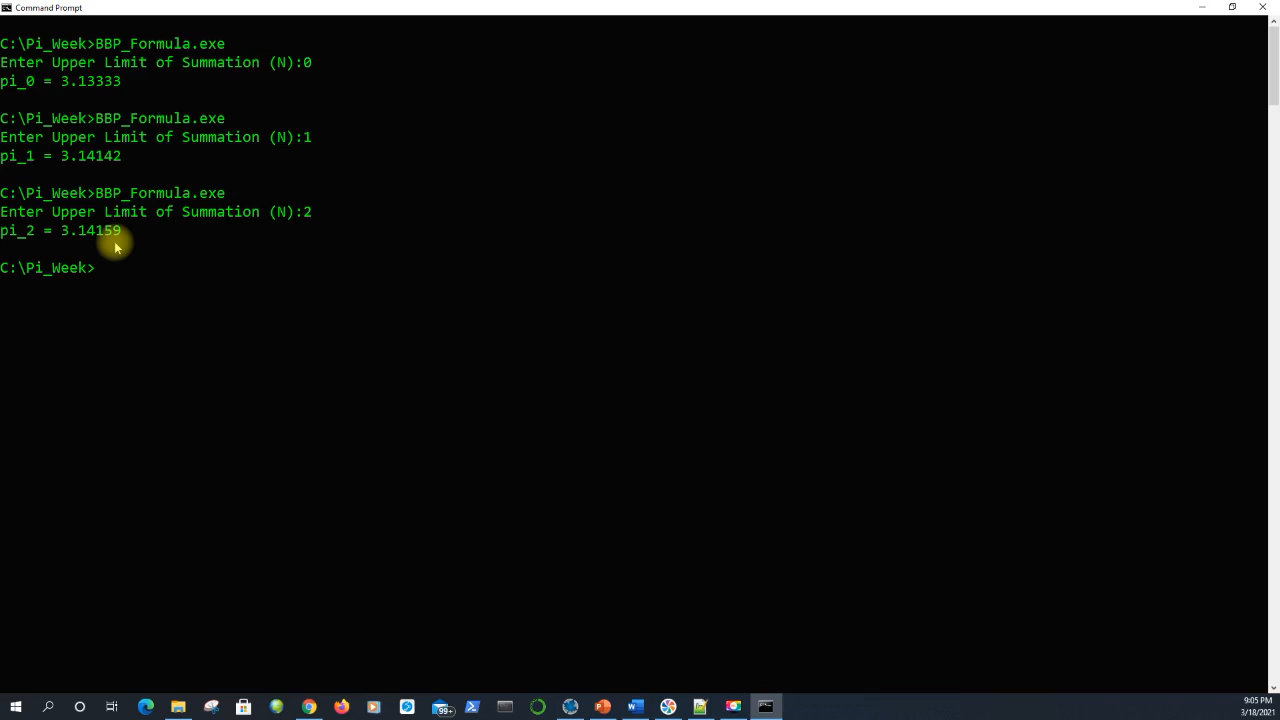 Command Prompt
C:\Pi_Week>BBP_Formula.exe
Enter Upper Limit of Summation (N):0
pi_0 = 3.13333
C:\Pi_Week>BBP_Formula.exe
Enter Upper Limit of Summation (N):1
pi_1 = 3.14142
C:\Pi_Week>BBP_Formula.exe
Enter Upper Limit of Summation (N):2
pi_2 = 3.14159
C:\Pi_Week>
99+
9:05 PM
3/18/2021